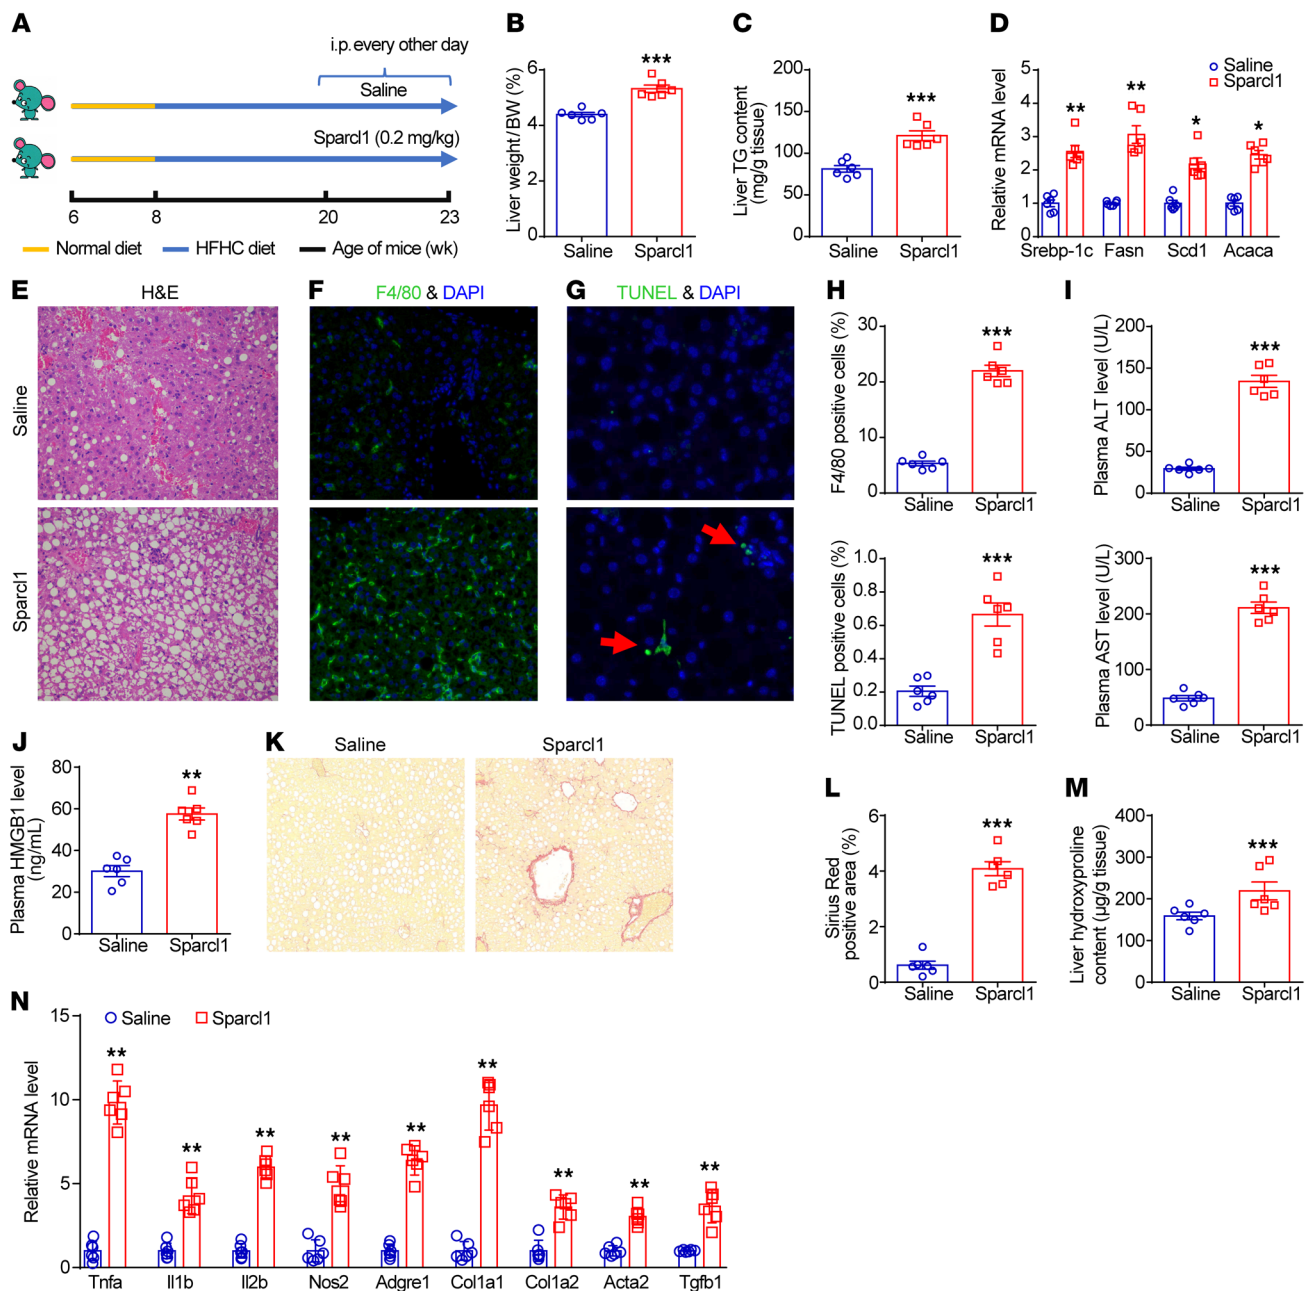 A
i.p. every other day
Saline
Sparcl1 (0.2 mg/kg)
6 8 20 23
Normal diet HFHC diet Age of mice (wk)
B
Liver weight/BW (%)
6
4
2
0
***
Saline Sparcl1
C
Liver TG content
(mg/g tissue)
200
150
100
50
0
***
Saline Sparcl1
D
Saline
Sparcl1
Relative mRNA level
5
4
3
2
1
0
** ** * *
Srebp-1c Fasn Scd1 Acaca
E
H&E
Saline
Sparcl1
F
F4/80 & DAPI
G
TUNEL & DAPI
H
F4/80 positive cells (%)
30
20
10
0
***
Saline Sparcl1
TUNEL positive cells (%)
1.0
0.8
0.6
0.4
0.2
0.0
***
Saline Sparcl1
I
Plasma ALT level (U/L)
200
150
100
50
0
***
Saline Sparcl1
Plasma AST level (U/L)
300
200
100
0
***
Saline Sparcl1
J
Plasma HMGB1 level
(ng/mL)
80
60
40
20
0
**
Saline Sparcl1
K
Saline Sparcl1
L
Sirius Red
positive area (%)
6
4
2
0
***
Saline Sparcl1
M
Liver hydroxyproline
content (µg/g tissue)
400
300
200
100
0
***
Saline Sparcl1
N
Saline Sparcl1
Relative mRNA level
15
10
5
0
** ** ** ** ** ** ** ** **
Tnfa Il1b Il2b Nos2 Adgre1 Col1a1 Col1a2 Acta2 Tgfb1